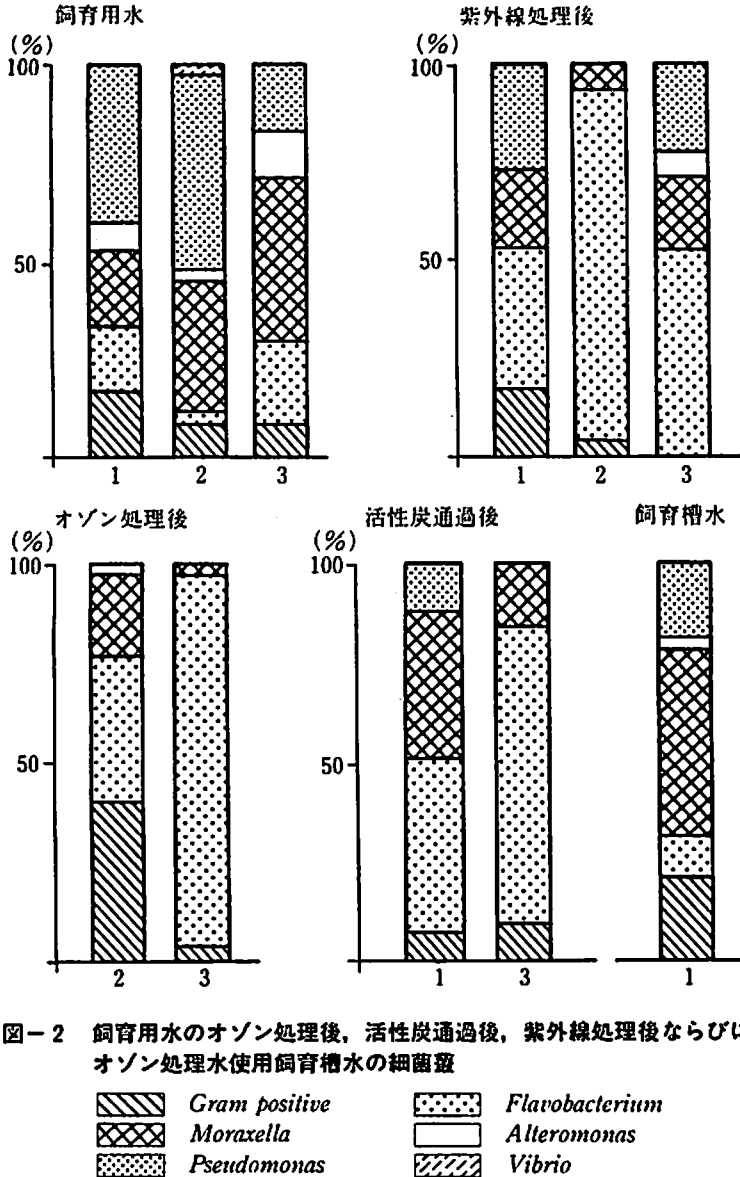 飼育用水
(%)
100
50
1 2 3
紫外線処理後
(%)
100
50
1 2 3
オゾン処理後
(%)
100
50
2 3
活性炭通過後
(%)
100
50
1 3
飼育槽水
1
図-2 飼育用水のオゾン処理後,活性炭通過後,紫外線処理後ならびに
オゾン処理水使用飼育槽水の細菌叢
Gram positive
Flavobacterium
Moraxella
Alteromonas
Pseudomonas
Vibrio